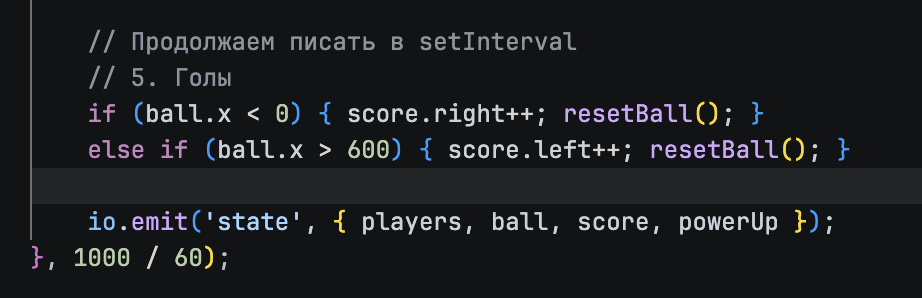 // Продолжаем писать в setInterval
// 5. Голы
if (ball.x < 0) { score.right++; resetBall(); }
else if (ball.x > 600) { score.left++; resetBall(); }
io.emit('state', { players, ball, score, powerUp });
}, 1000 / 60);